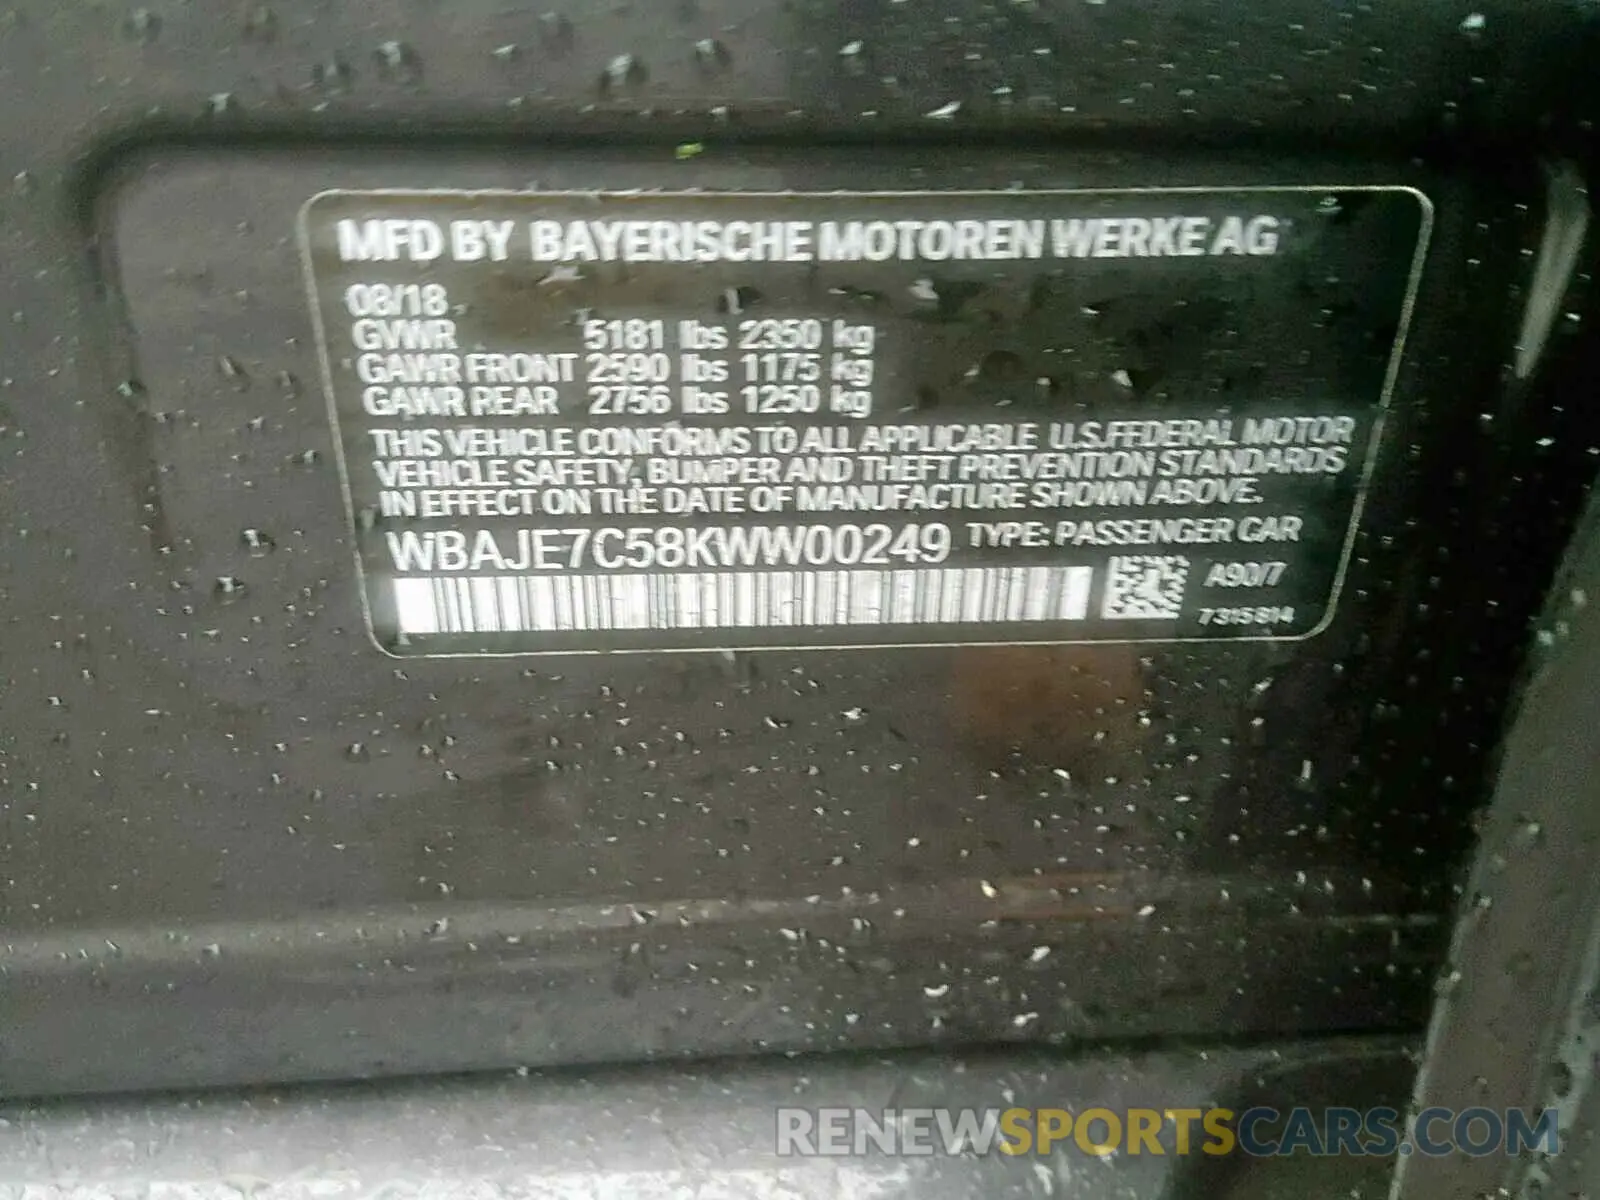 MFD BY BAYERISCHE MOTOREN WERKE AG
08/18
GVWR 5181 lbs 2350 kg
GAWR FRONT 2590 lbs 1175 kg
GAWR REAR 2756 lbs 1250 kg
THIS VEHICLE CONFORMS TO ALL APPLICABLE U.S.FEDERAL MOTOR
VEHICLE SAFETY, BUMPER AND THEFT PREVENTION STANDARDS
IN EFFECT ON THE DATE OF MANUFACTURE SHOWN ABOVE.
WBAJE7C58KWW00249 TYPE: PASSENGER CAR
A90/7
7315814
RENEWSPORTSCARS.COM